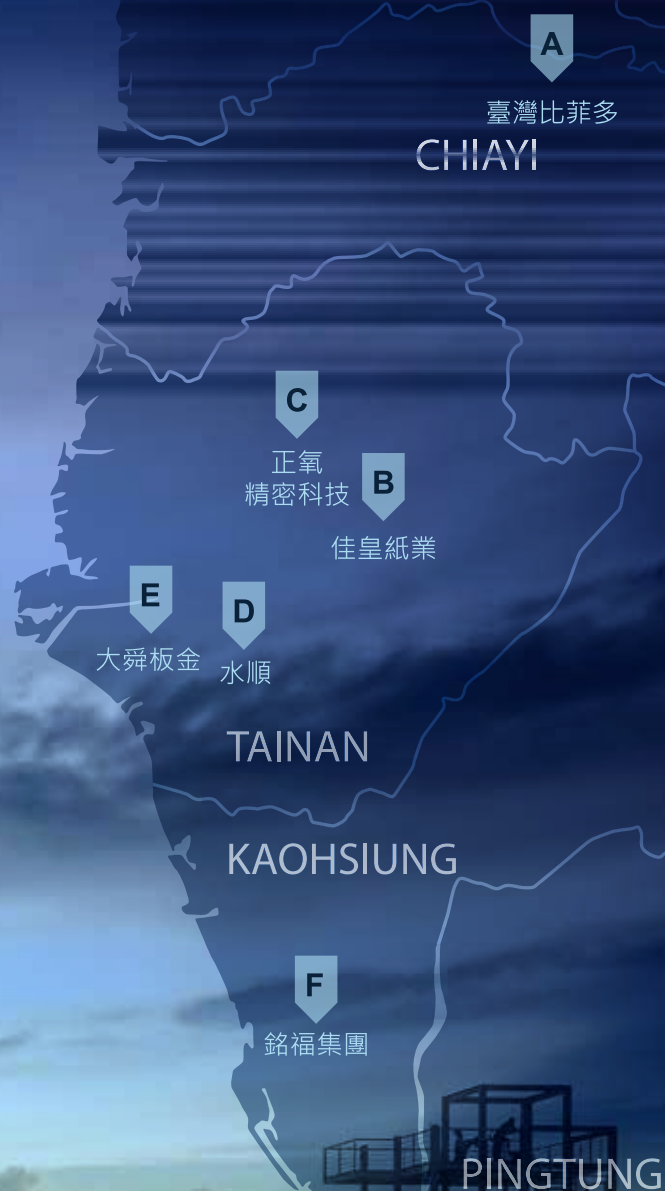 A
臺灣比菲多
CHIAYI
C
正氧
精密科技
B
佳皇紙業
E
大舜板金
D
水順
TAINAN
KAOHSIUNG
F
銘福集團
PINGTUNG